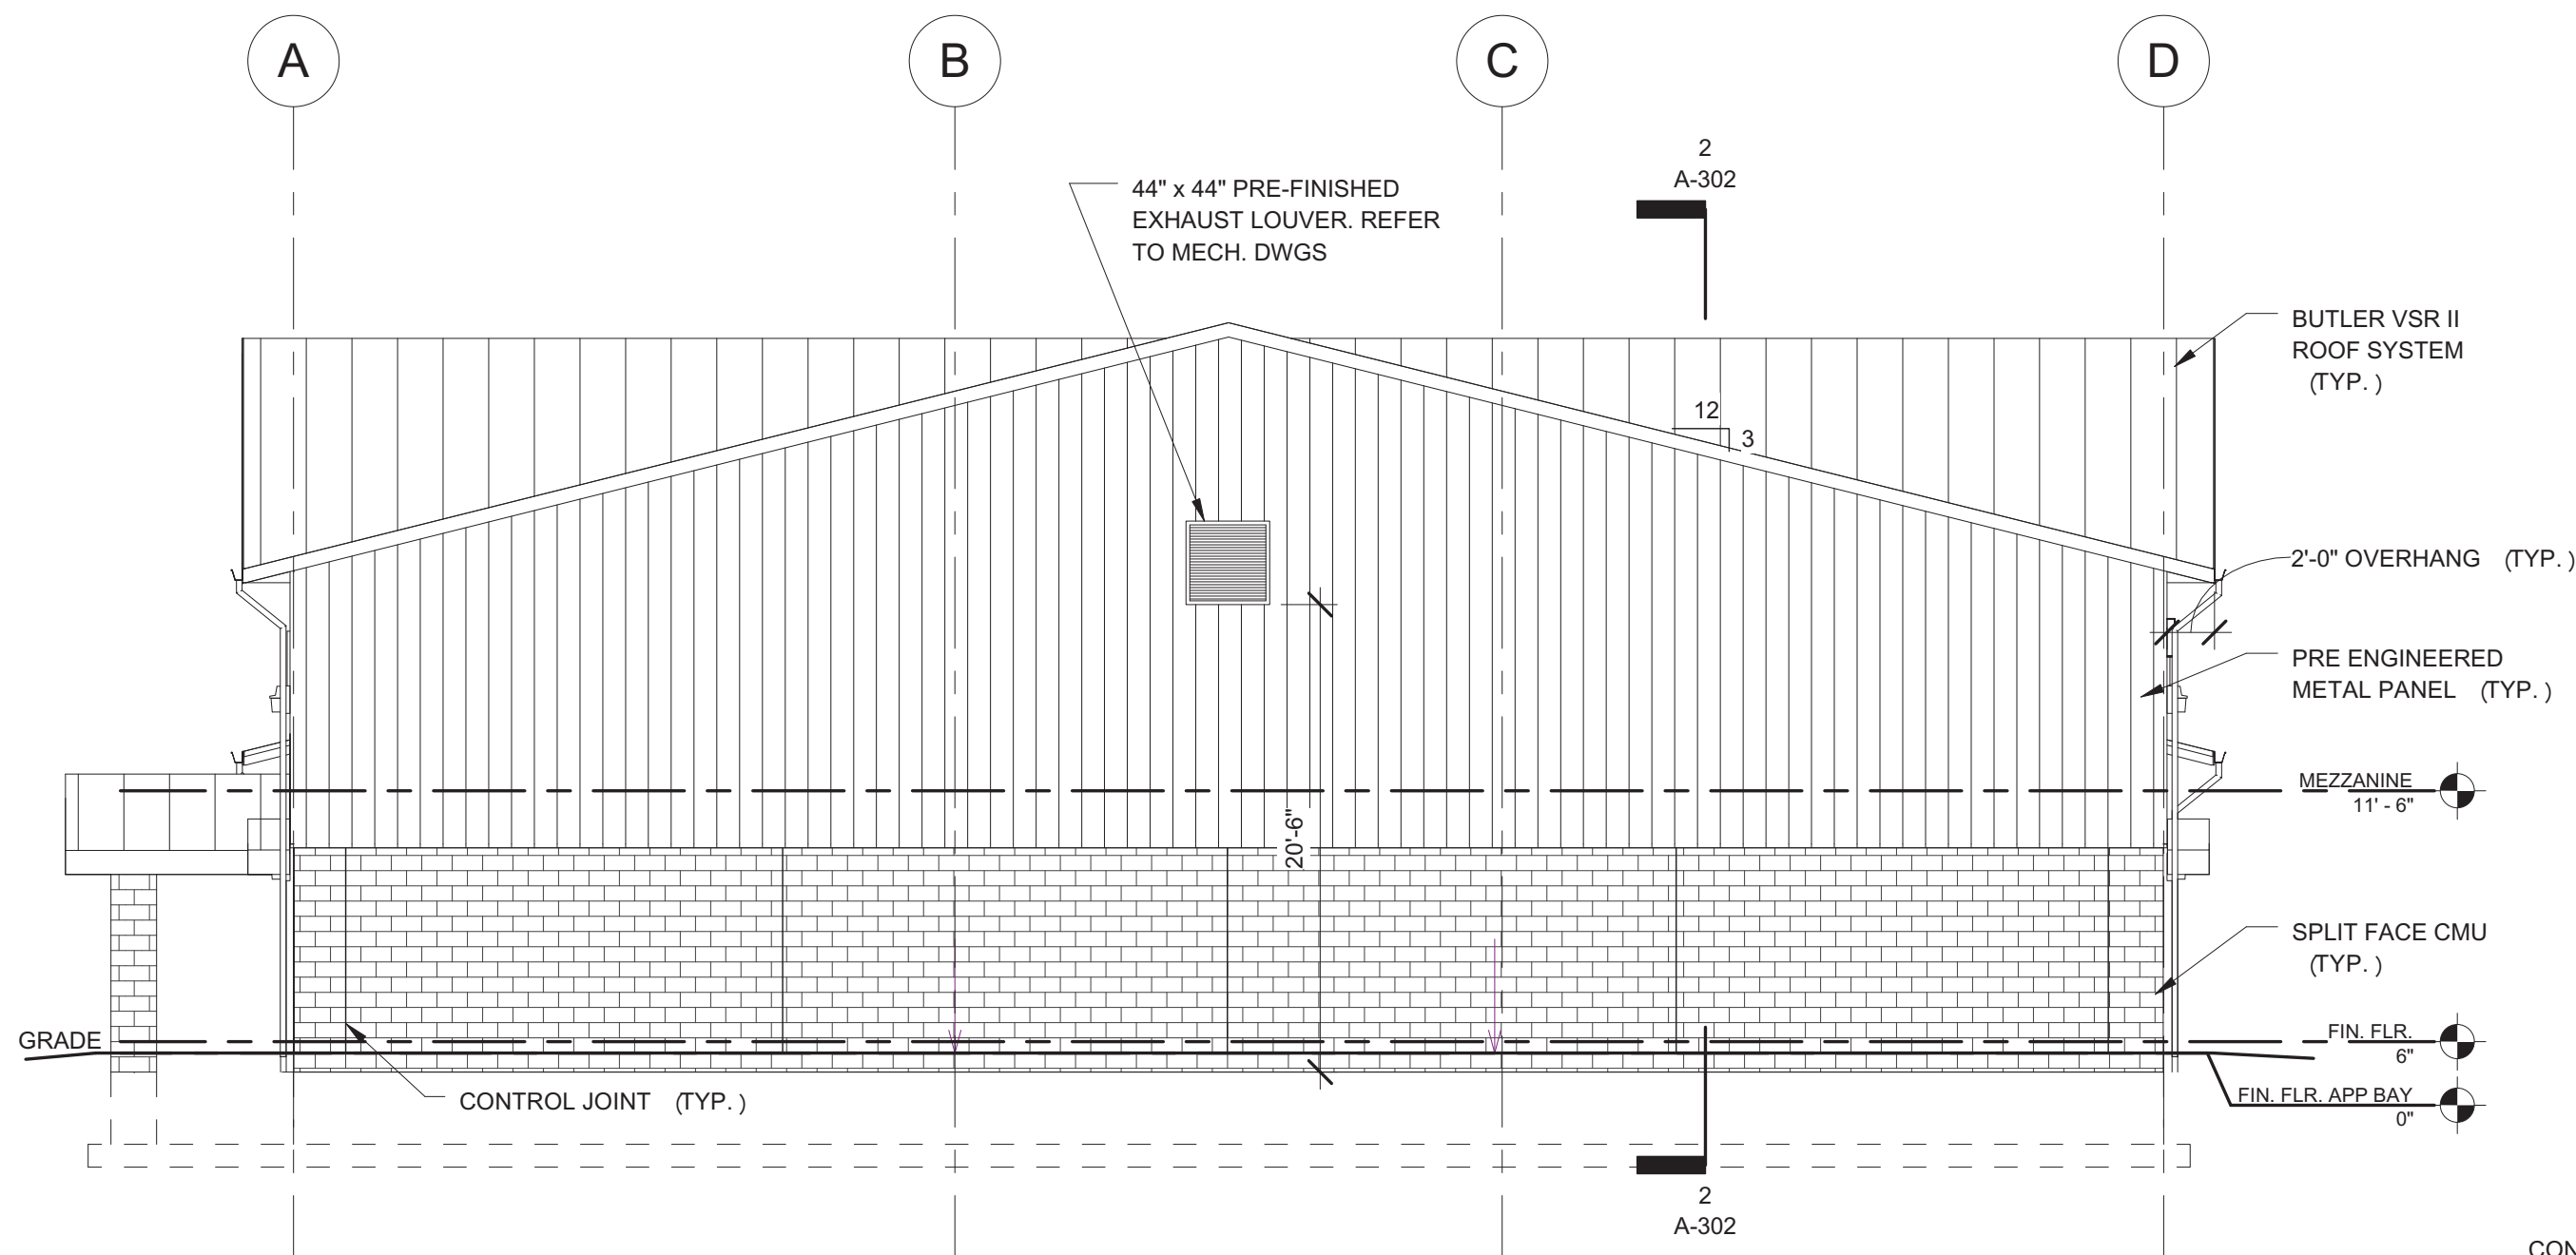 A
B
C
D
2
A-302
44" x 44" PRE-FINISHED
EXHAUST LOUVER. REFER
TO MECH. DWGS
BUTLER VSR II
ROOF SYSTEM
(TYP. )
12
3
2'-0" OVERHANG (TYP. )
PRE ENGINEERED
METAL PANEL (TYP. )
MEZZANINE
11' - 6"
20'-6"
SPLIT FACE CMU
(TYP. )
GRADE
FIN. FLR.
6"
FIN. FLR. APP BAY
0"
CONTROL JOINT (TYP. )
2
A-302
CON